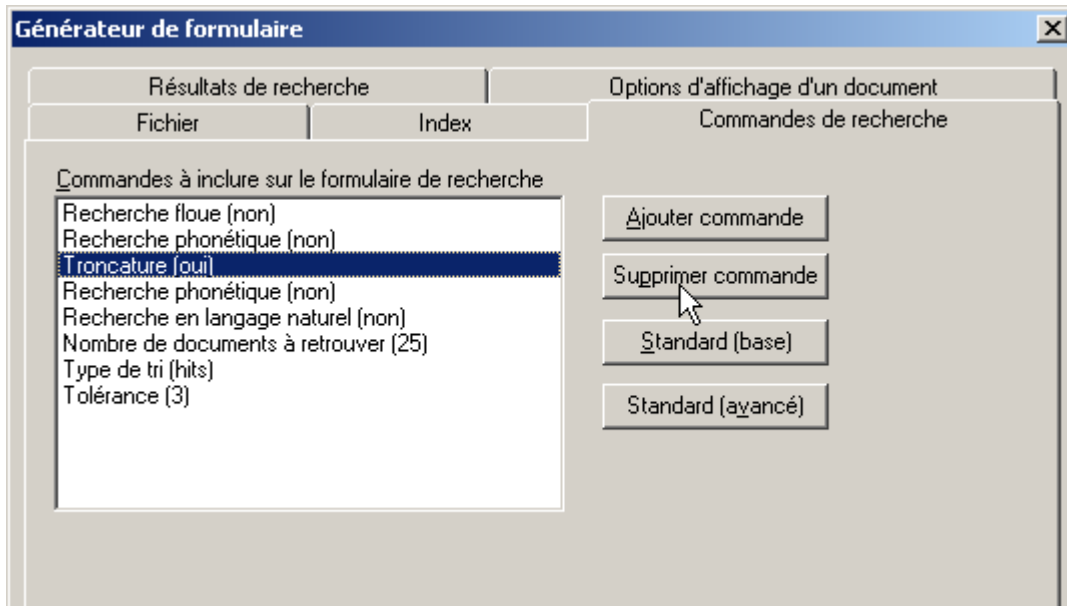 Générateur de formulaire
Résultats de recherche
Options d'affichage d'un document
Fichier
Index
Commandes de recherche
Commandes à inclure sur le formulaire de recherche
Recherche floue (non)
Recherche phonétique (non)
Troncature (oui)
Recherche phonétique (non)
Recherche en langage naturel (non)
Nombre de documents à retrouver (25)
Type de tri (hits)
Tolérance (3)
Ajouter commande
Supprimer commande
Standard (base)
Standard (avancé)